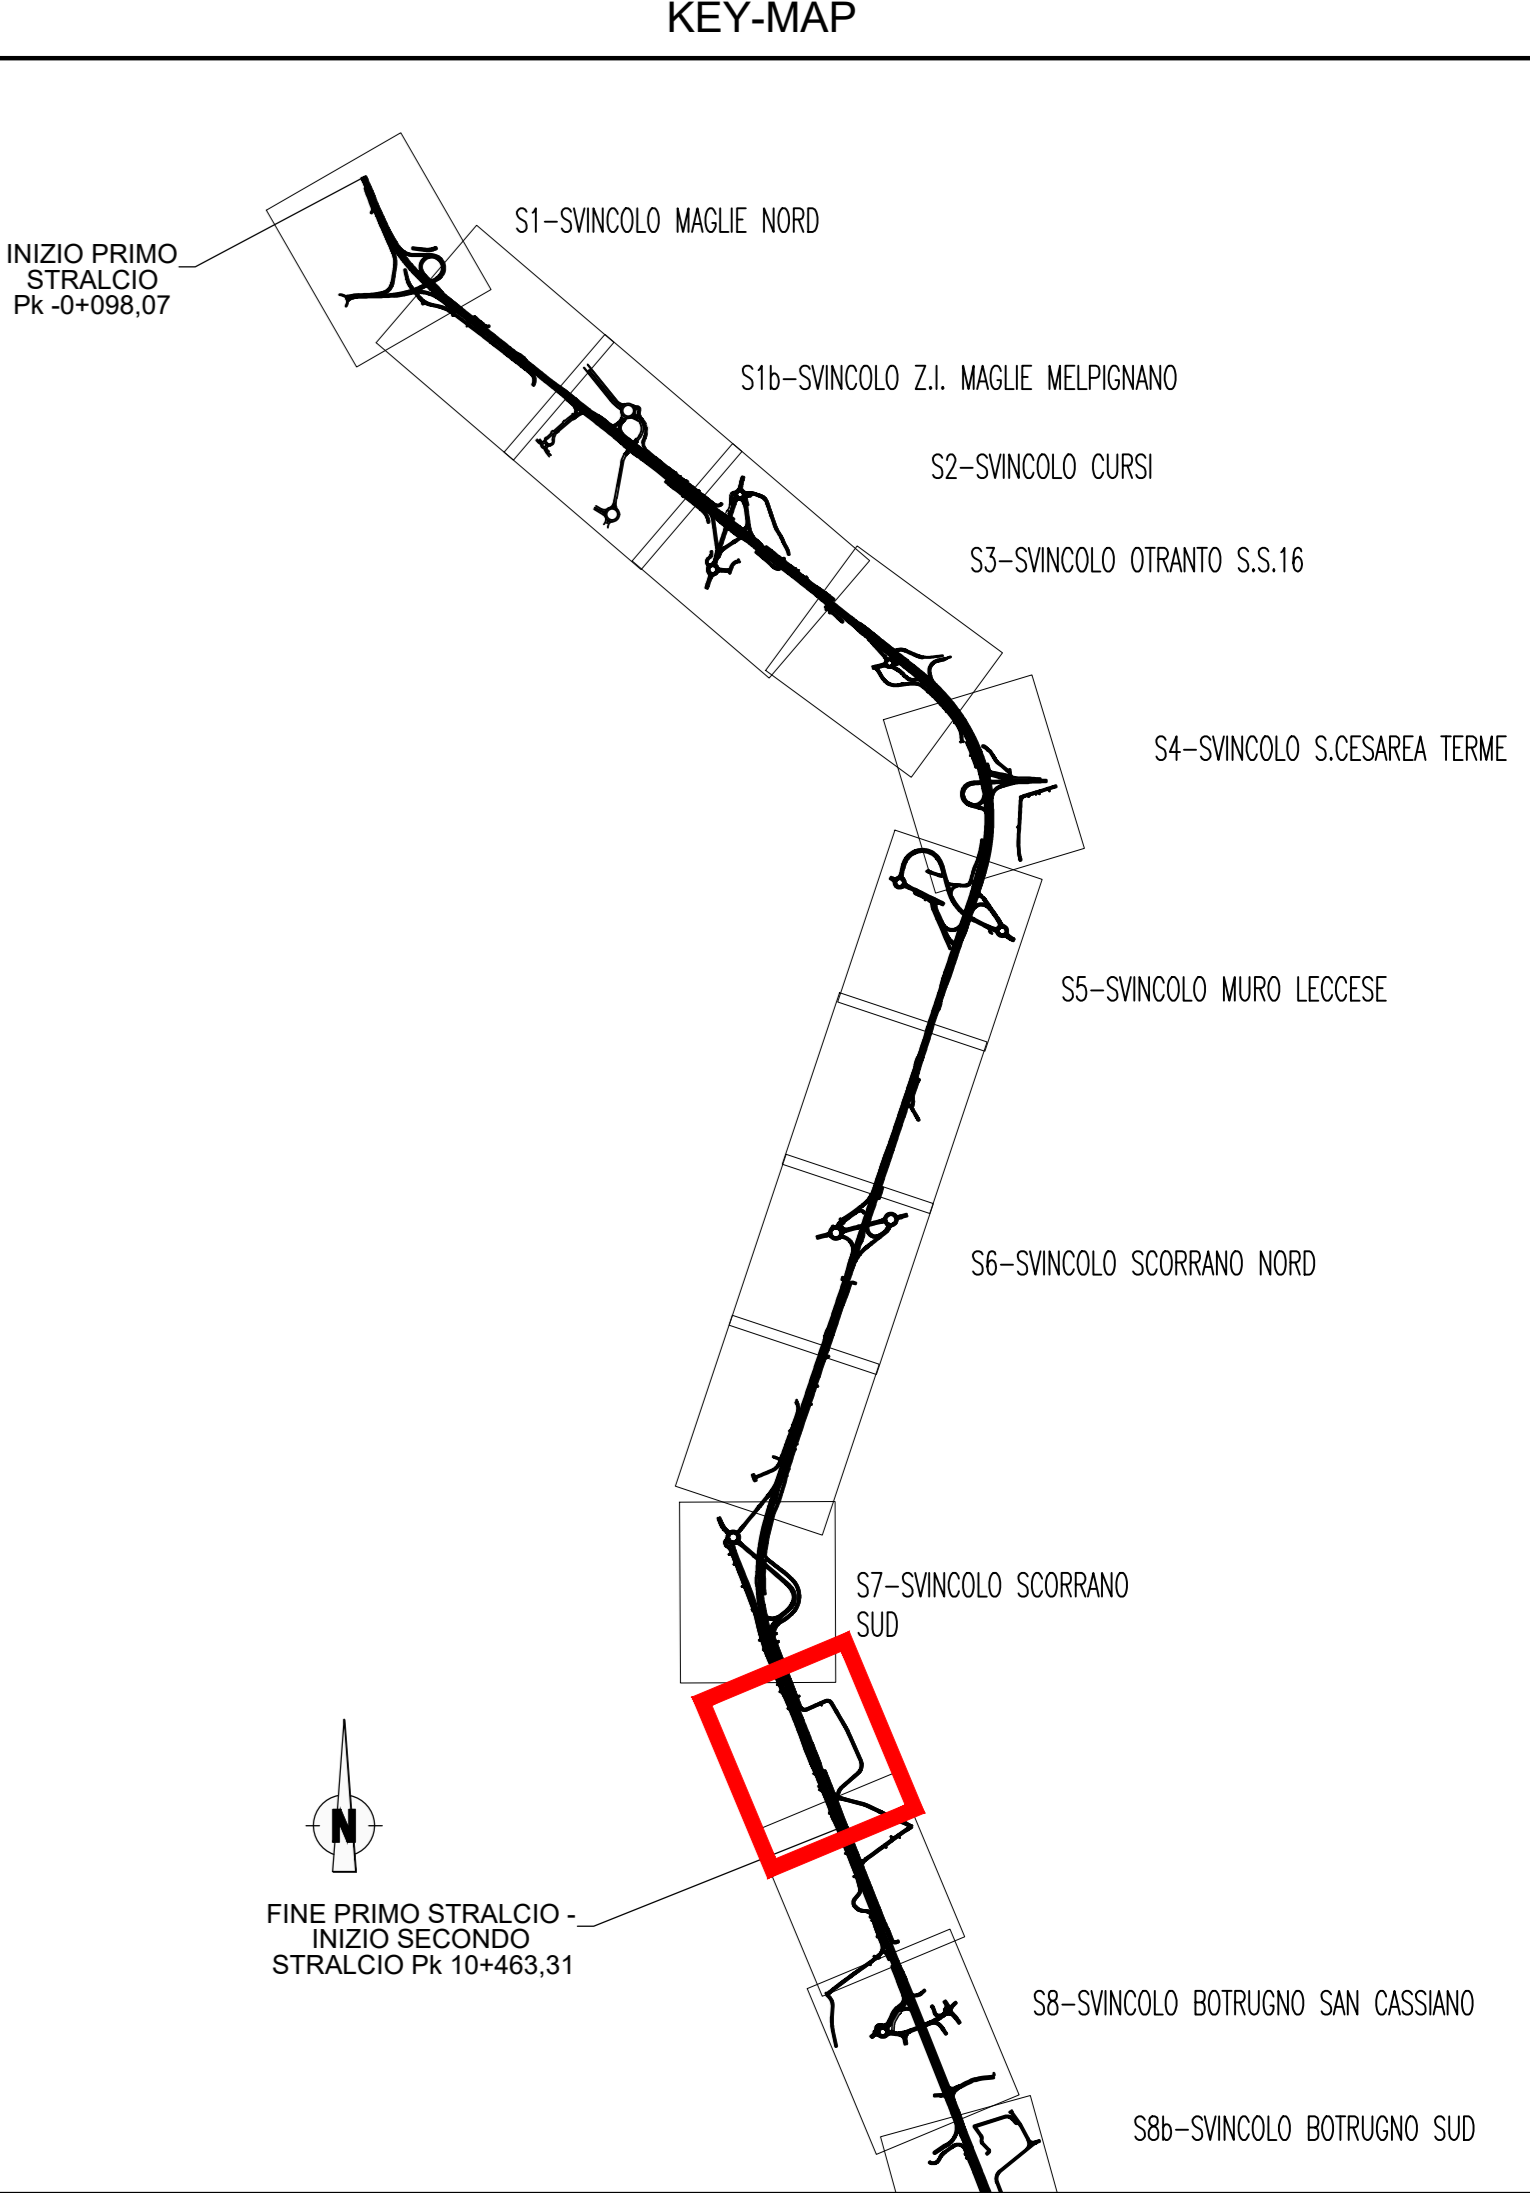 KEY-MAP
S1-SVINCOLO MAGLIE NORD
INIZIO PRIMO
STRALCIO
Pk -0+098,07
S1b-SVINCOLO Z.I. MAGLIE MELPIGNANO
S2-SVINCOLO CURSI
S3-SVINCOLO OTRANTO S.S.16
S4-SVINCOLO S.CESAREA TERME
S5-SVINCOLO MURO LECCESE
S6-SVINCOLO SCORRANO NORD
S7-SVINCOLO SCORRANO
SUD
N
FINE PRIMO STRALCIO -
INIZIO SECONDO
STRALCIO Pk 10+463,31
S8-SVINCOLO BOTRUGNO SAN CASSIANO
S8b-SVINCOLO BOTRUGNO SUD